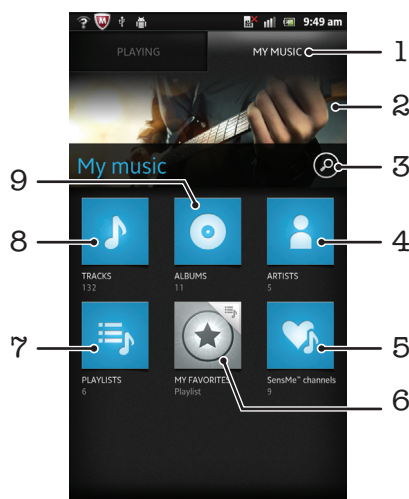 9:49 am
PLAYING
MY MUSIC
1
2
My music
3
9
8
4
TRACKS
132
ALBUMS
11
ARTISTS
5
7
5
PLAYLISTS
6
MY FAVORITES
Playlist
SensMe™ channels
9
6